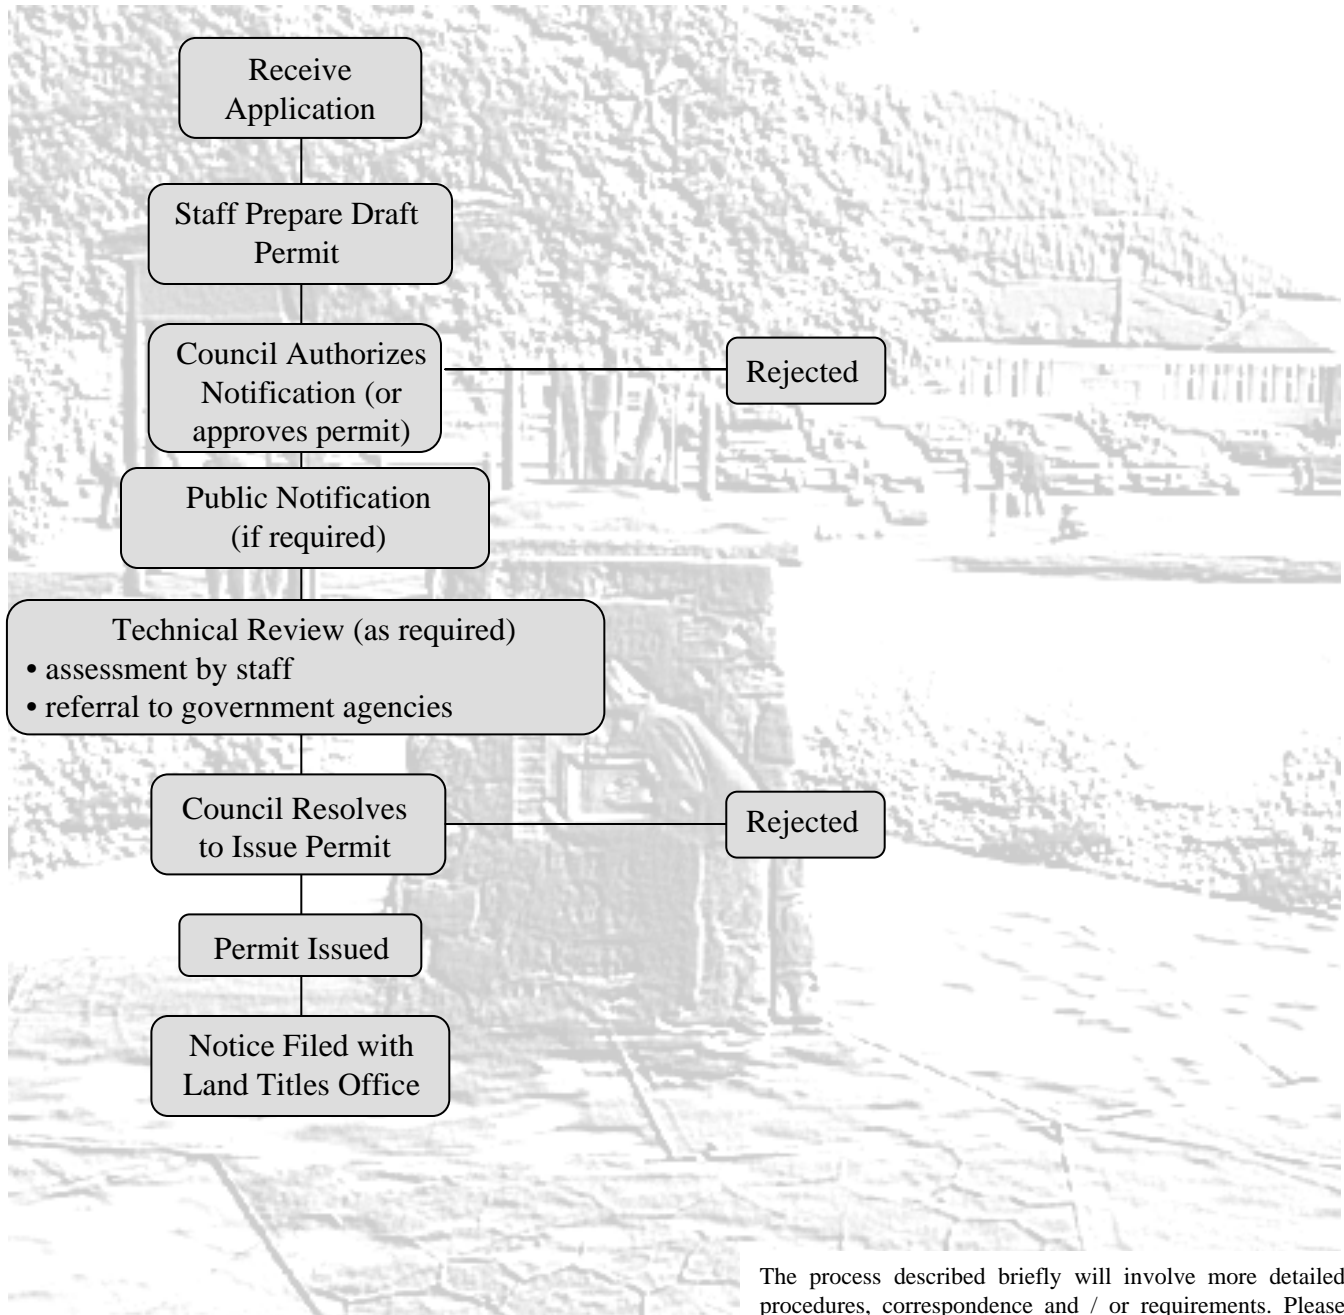 Receive
Application
Staff Prepare Draft
Permit
Council Authorizes
Notification (or
approves permit)
Rejected
Public Notification
(if required)
Technical Review (as required)
• assessment by staff
• referral to government agencies
Council Resolves
to Issue Permit
Rejected
Permit Issued
Notice Filed with
Land Titles Office
The process described briefly will involve more detailed
procedures, correspondence and / or requirements. Please